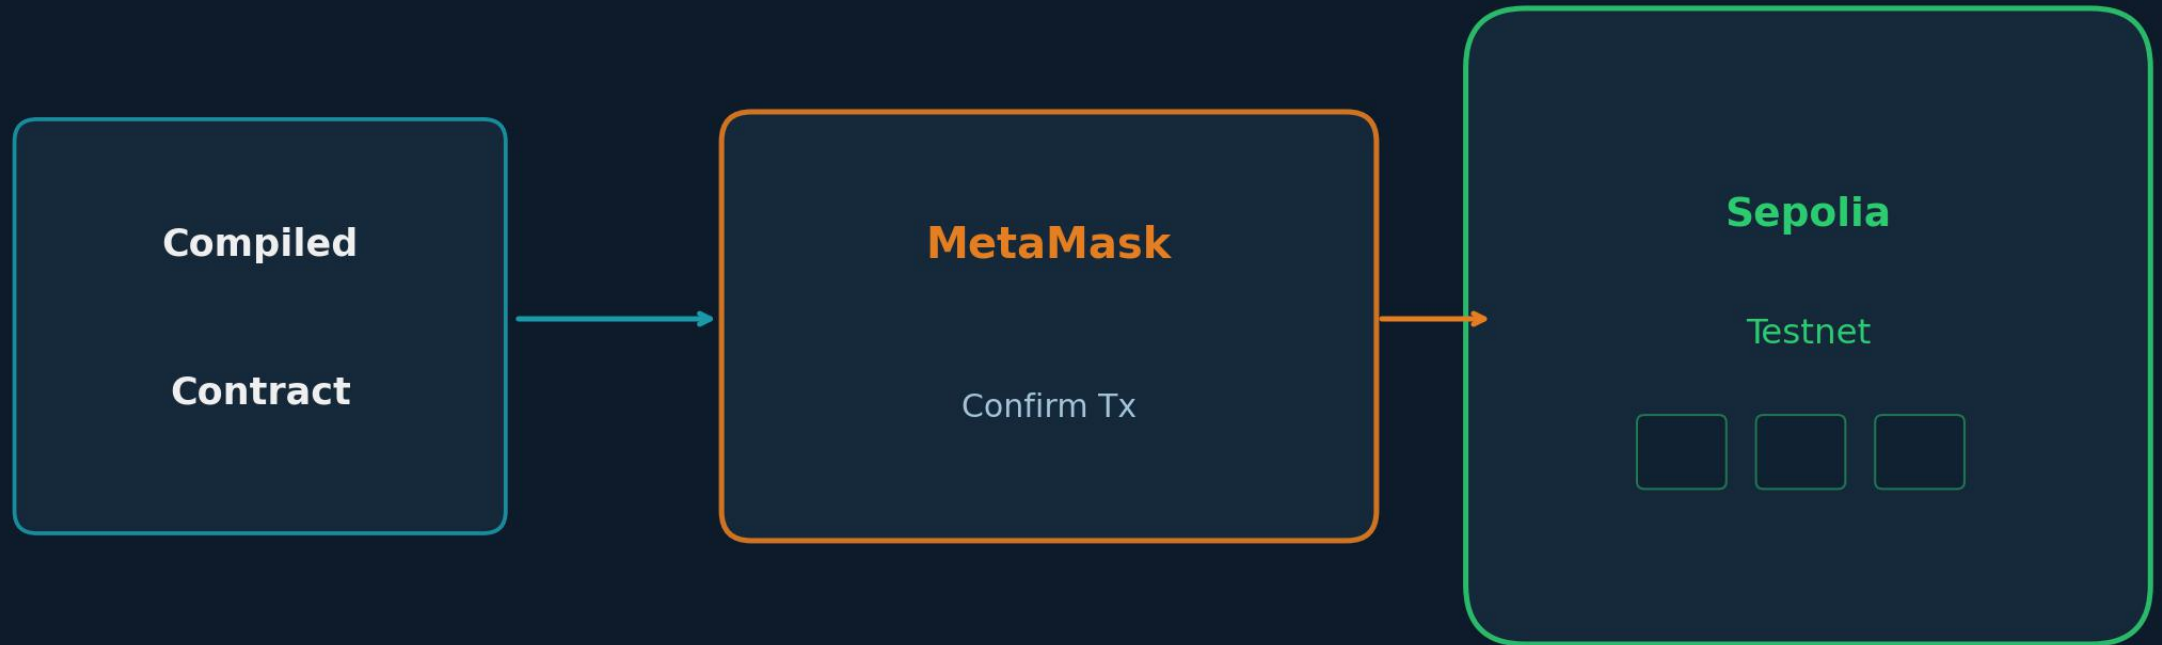 Compiled
Contract
MetaMask
Confirm Tx
Sepolia
Testnet